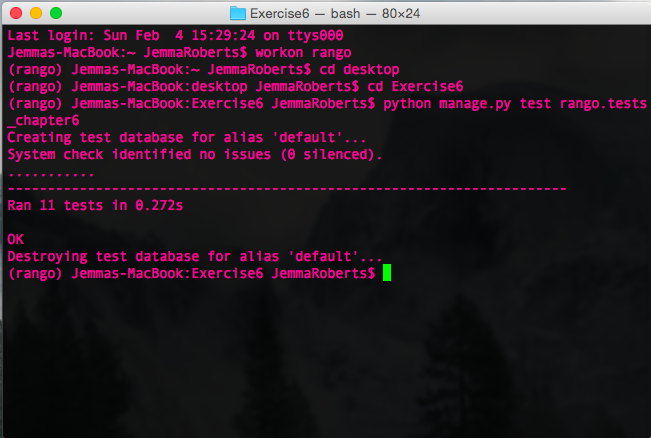 Exercise6 — bash — 80×24
Last login: Sun Feb  4 15:29:24 on ttys000
Jemmas-MacBook:~ JemmaRoberts$ workon rango
(rango) Jemmas-MacBook:~ JemmaRoberts$ cd desktop
(rango) Jemmas-MacBook:desktop JemmaRoberts$ cd Exercise6
(rango) Jemmas-MacBook:Exercise6 JemmaRoberts$ python manage.py test rango.tests
_chapter6
Creating test database for alias 'default'...
System check identified no issues (0 silenced).
...........
----------------------------------------------------------------------
Ran 11 tests in 0.272s
OK
Destroying test database for alias 'default'...
(rango) Jemmas-MacBook:Exercise6 JemmaRoberts$